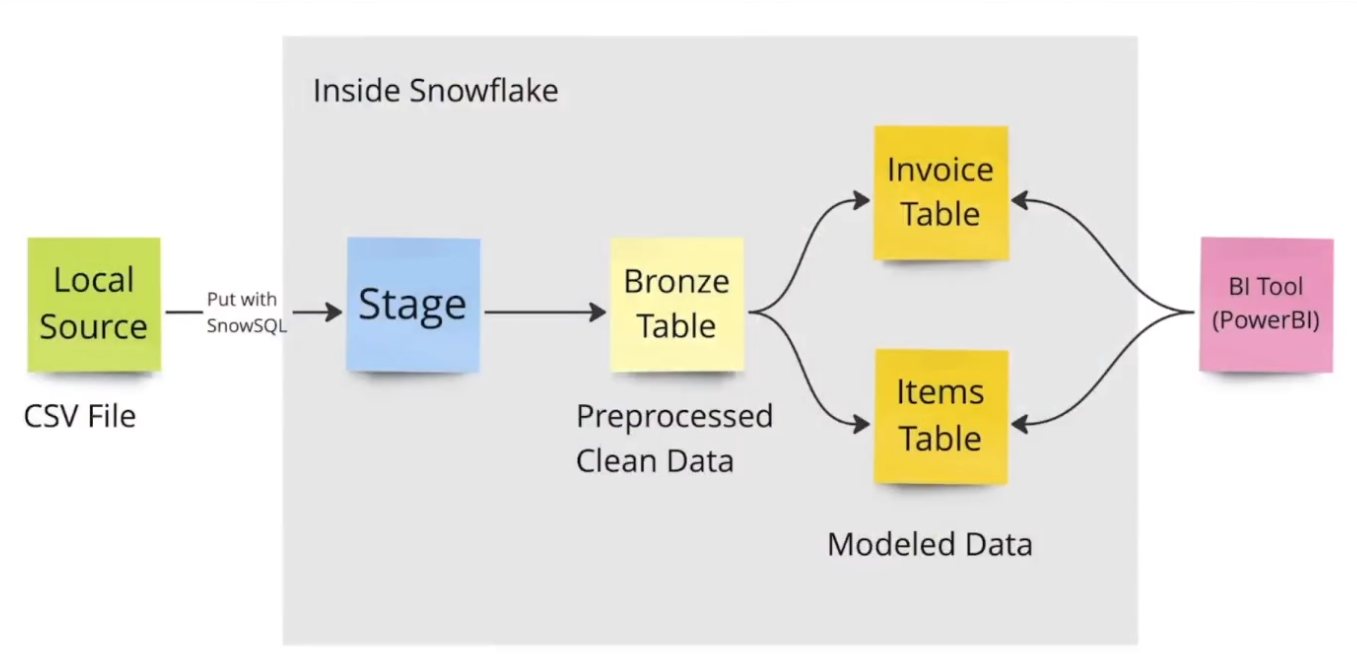 Inside Snowflake
Local
Source
CSV File
Put with
SnowSQL
Stage
Bronze
Table
Preprocessed
Clean Data
Invoice
Table
Items
Table
Modeled Data
BI Tool
(PowerBI)